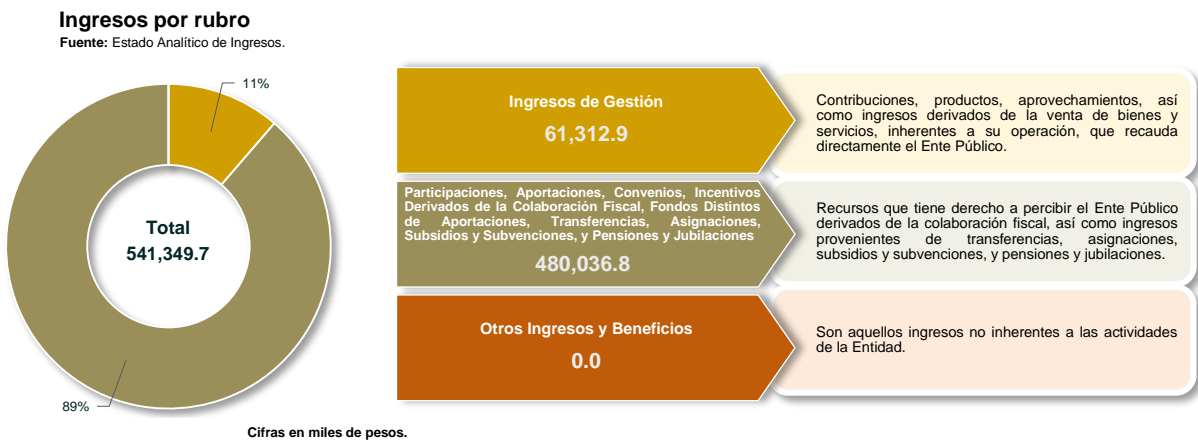 Ingresos por rubro
Fuente: Estado Analítico de Ingresos.
11%
Total
541,349.7
89%
Ingresos de Gestión
61,312.9
Contribuciones, productos, aprovechamientos, así
como ingresos derivados de la venta de bienes y
servicios, inherentes a su operación, que recauda
directamente el Ente Público.
Participaciones, Aportaciones, Convenios, Incentivos
Derivados de la Colaboración Fiscal, Fondos Distintos
de Aportaciones, Transferencias, Asignaciones,
Subsidios y Subvenciones, y Pensiones y Jubilaciones
480,036.8
Recursos que tiene derecho a percibir el Ente Público
derivados de la colaboración fiscal, así como ingresos
provenientes de transferencias, asignaciones,
subsidios y subvenciones, y pensiones y jubilaciones.
Otros Ingresos y Beneficios
0.0
Son aquellos ingresos no inherentes a las actividades
de la Entidad.
Cifras en miles de pesos.